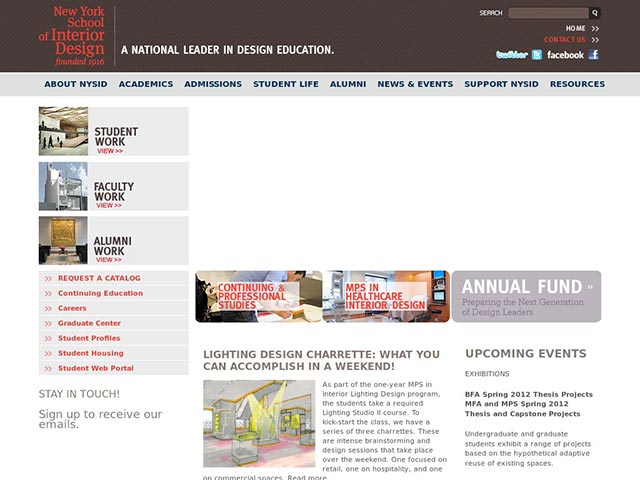 New York
School
of Interior
Design
founded 1916
A NATIONAL LEADER IN DESIGN EDUCATION.
SEARCH
HOME >>
CONTACT US >>
twitter
facebook
ABOUT NYSID ACADEMICS ADMISSIONS STUDENT LIFE ALUMNI NEWS & EVENTS SUPPORT NYSID RESOURCES
STUDENT
WORK
VIEW >>
FACULTY
WORK
VIEW >>
ALUMNI
WORK
VIEW >>
>> REQUEST A CATALOG
>> Continuing Education
>> Careers
>> Graduate Center
>> Student Profiles
>> Student Housing
>> Student Web Portal
STAY IN TOUCH!
Sign up to receive our
emails.
CONTINUING &
PROFESSIONAL
STUDIES
MPS IN
HEALTHCARE
INTERIOR DESIGN
ANNUAL FUND >>
Preparing the Next Generation
of Design Leaders
LIGHTING DESIGN CHARRETTE: WHAT YOU
CAN ACCOMPLISH IN A WEEKEND!
As part of the one-year MPS in
Interior Lighting Design program,
the students take a required
Lighting Studio II course. To
kick-start the class, we have a
series of three charrettes. These
are intense brainstorming and
design sessions that take place
over the weekend. One focused on
retail, one on hospitality, and one
on commercial spaces. Read more
UPCOMING EVENTS
EXHIBITIONS
BFA Spring 2012 Thesis Projects
MFA and MPS Spring 2012
Thesis and Capstone Projects
Undergraduate and graduate
students exhibit a range of projects
based on the hypothetical adaptive
reuse of existing spaces.